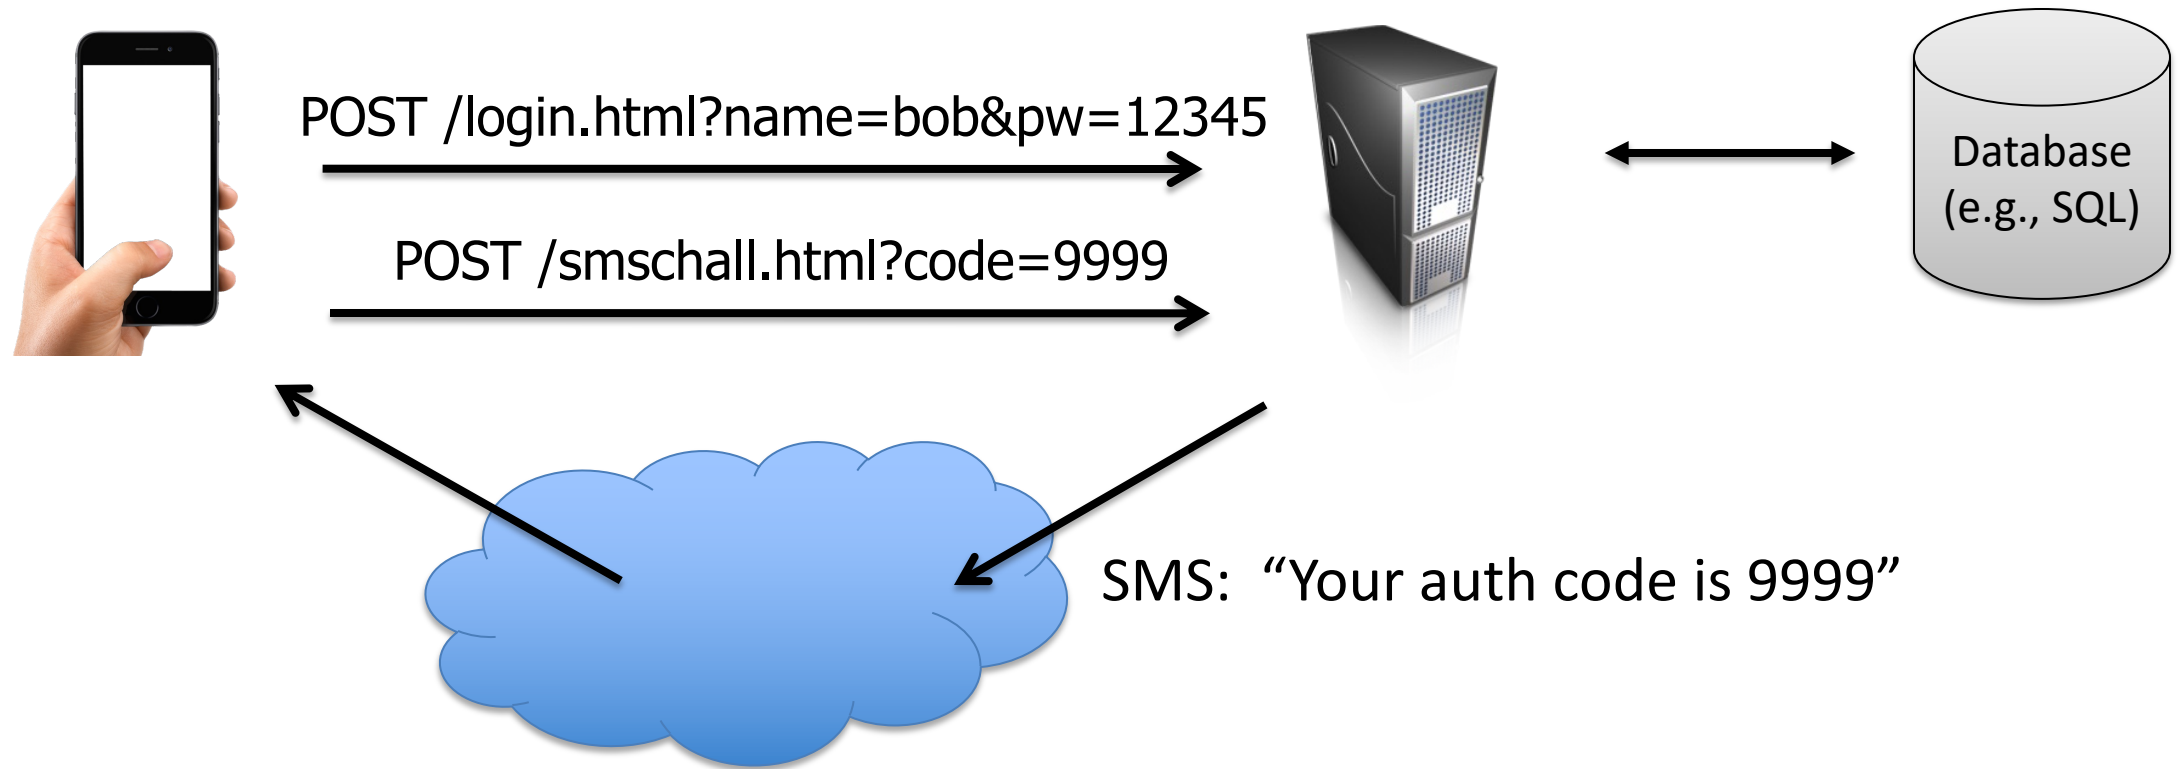 POST /login.html?name=bob&pw=12345
Database
(e.g., SQL)
POST /smschall.html?code=9999
SMS:  “Your auth code is 9999”